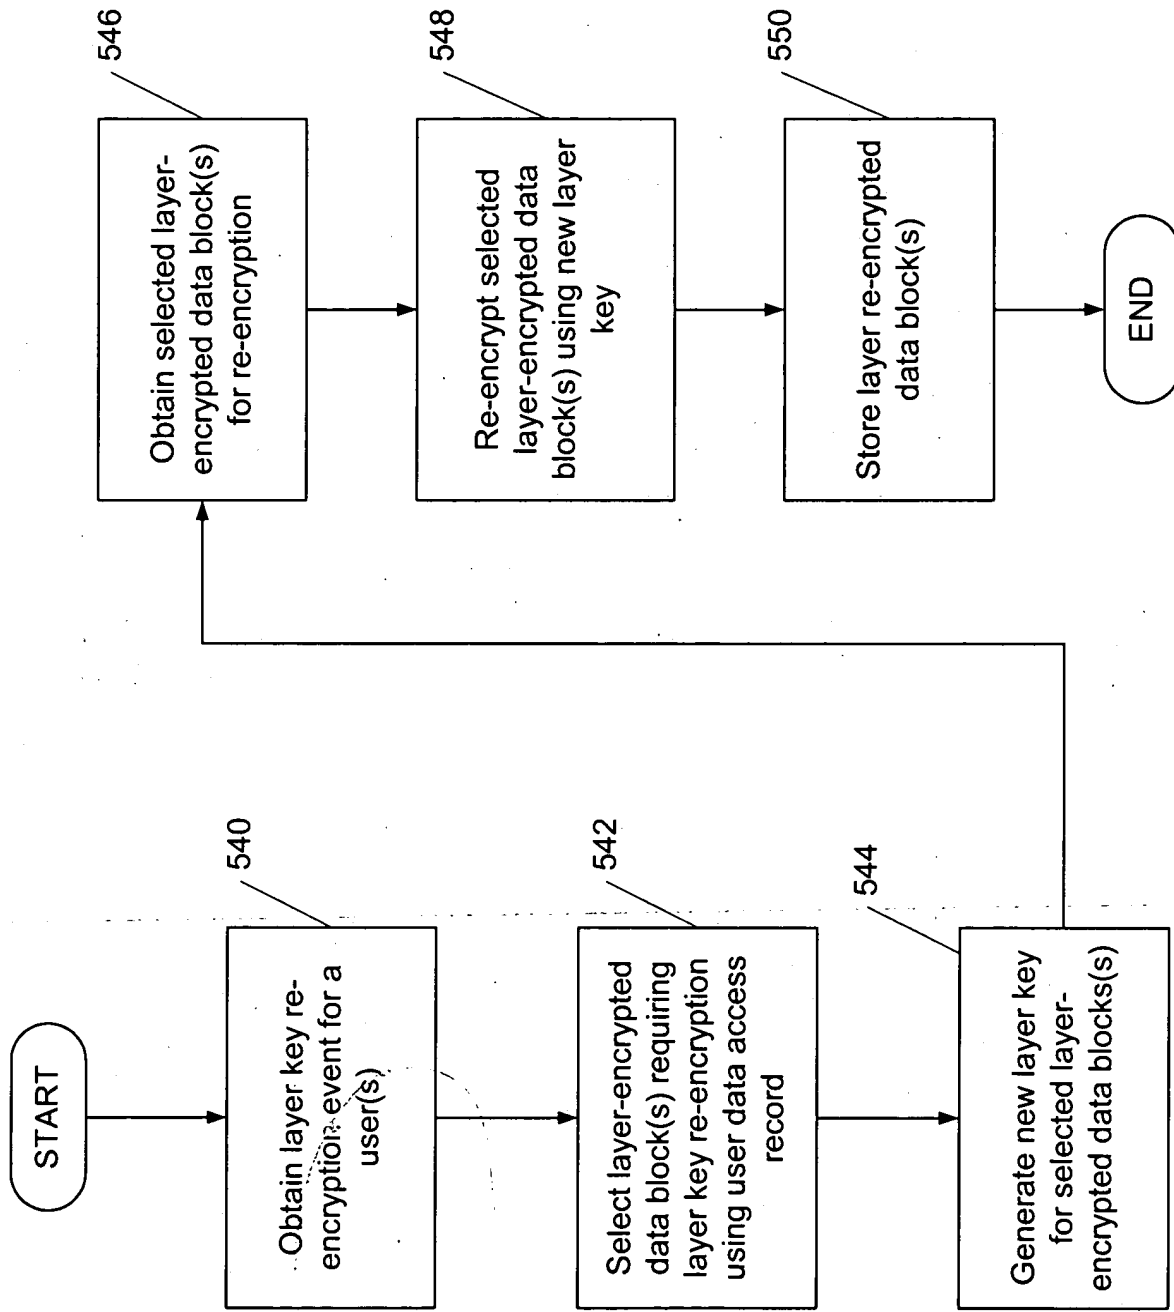 START
Obtain layer key re-
encryption event for a
user(s)
540
Select layer-encrypted
data block(s) requiring
layer key re-encryption
using user data access
record
542
Generate new layer key
for selected layer-
encrypted data blocks(s)
544
Obtain selected layer-
encrypted data block(s)
for re-encryption
546
Re-encrypt selected
layer-encrypted data
block(s) using new layer
key
548
Store layer re-encrypted
data block(s)
550
END